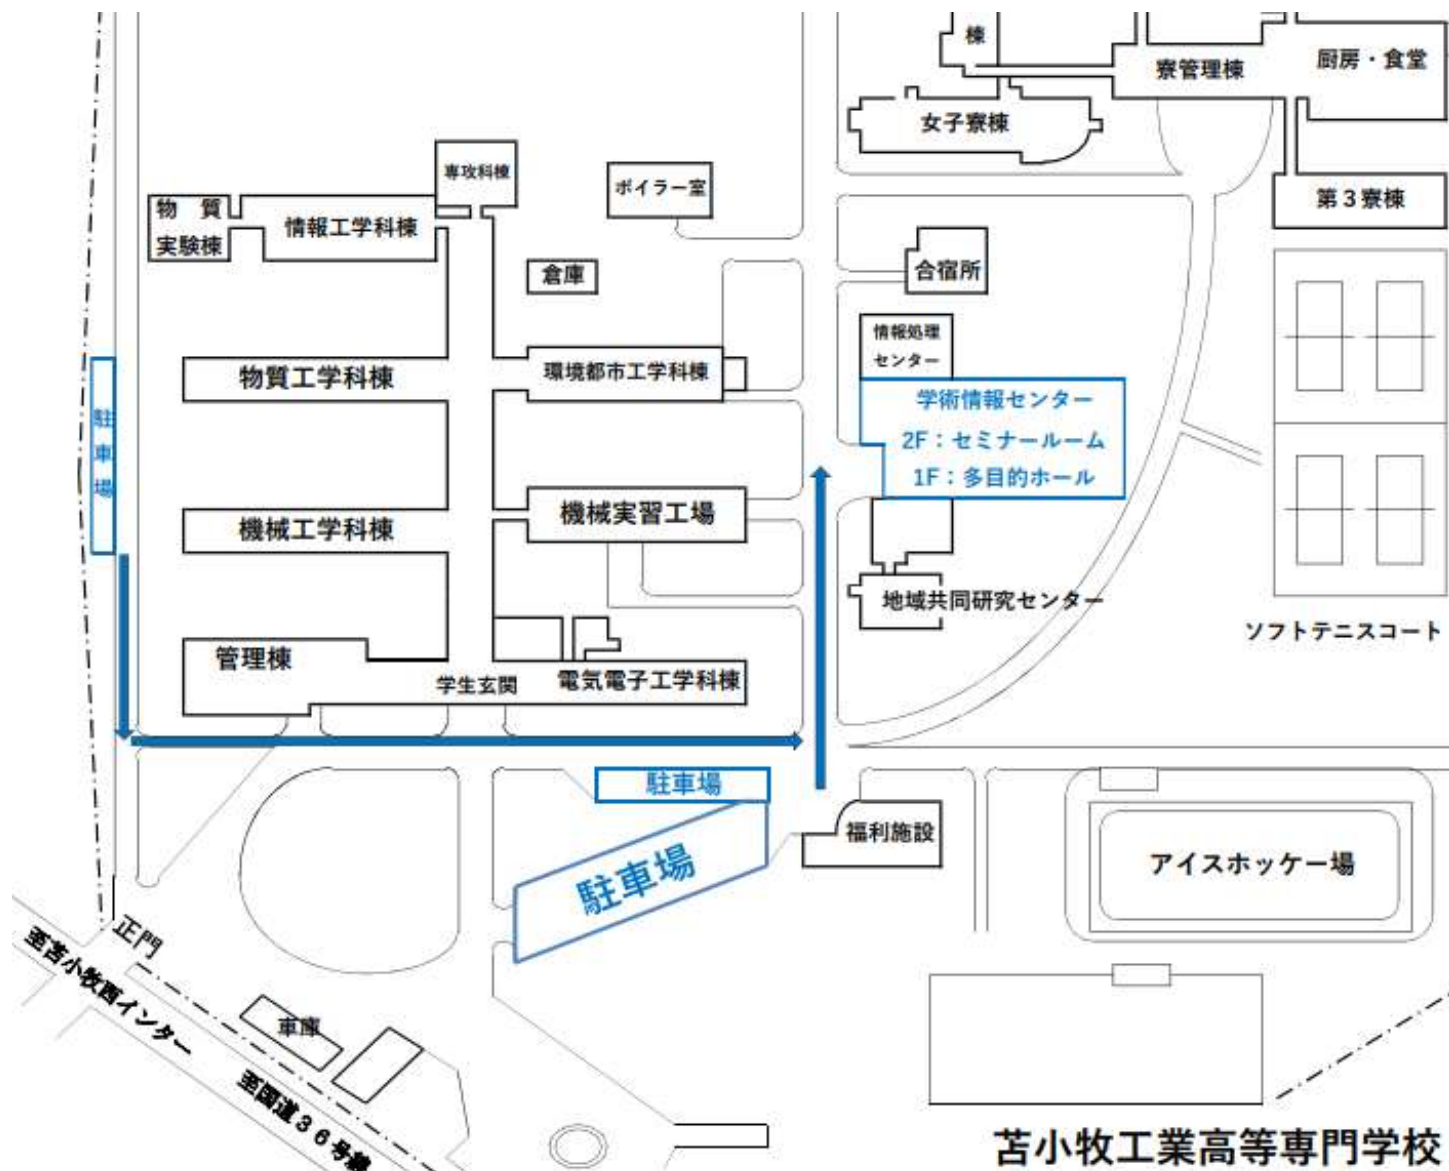 棟
寮管理棟
厨房・食堂
女子寮棟
専攻科棟
ボイラー室
第３寮棟
物　質
実験棟
情報工学科棟
倉庫
合宿所
情報処理
センター
物質工学科棟
環境都市工学科棟
学術情報センター
2F：セミナールーム
1F：多目的ホール
駐車場
機械工学科棟
機械実習工場
地域共同研究センター
ソフトテニスコート
管理棟
学生玄関
電気電子工学科棟
駐車場
駐車場
福利施設
アイスホッケー場
正門
至苫小牧西インター
車庫
至国道３６号線
苫小牧工業高等専門学校